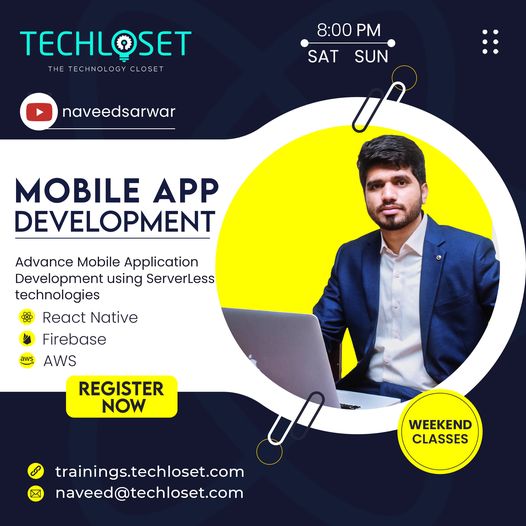 TECHLOSET
THE TECHNOLOGY CLOSET
8:00 PM
SAT SUN
naveedsarwar
MOBILE APP
DEVELOPMENT
Advance Mobile Application
Development using ServerLess
technologies
React Native
Firebase
aws
AWS
REGISTER
NOW
WEEKEND
CLASSES
trainings.techloset.com
naveed@techloset.com